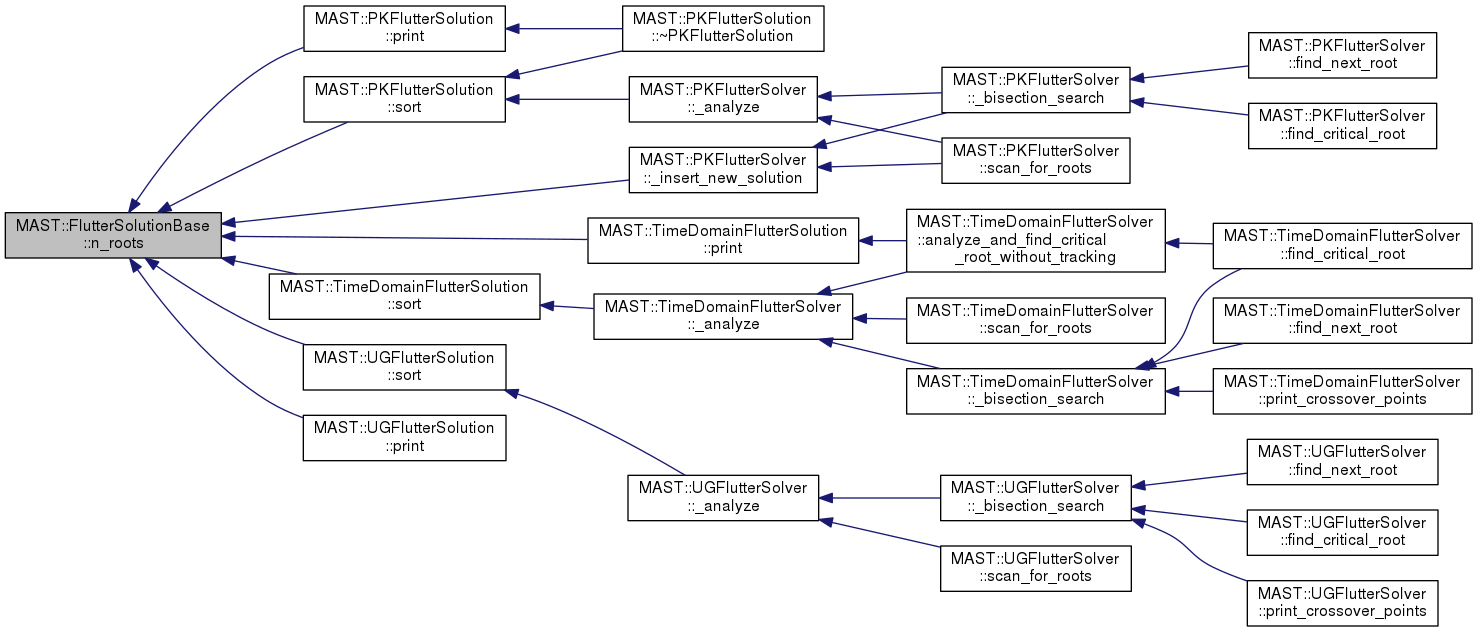 MAST::FlutterSolutionBase
::n_roots
MAST::PKFlutterSolution
::print
MAST::PKFlutterSolution
::sort
MAST::PKFlutterSolver
::_insert_new_solution
MAST::TimeDomainFlutterSolution
::print
MAST::TimeDomainFlutterSolution
::sort
MAST::UGFlutterSolution
::sort
MAST::UGFlutterSolution
::print
MAST::PKFlutterSolution
::~PKFlutterSolution
MAST::PKFlutterSolver
::_analyze
MAST::PKFlutterSolver
::_bisection_search
MAST::PKFlutterSolver
::scan_for_roots
MAST::PKFlutterSolver
::find_next_root
MAST::PKFlutterSolver
::find_critical_root
MAST::TimeDomainFlutterSolver
::analyze_and_find_critical
_root_without_tracking
MAST::TimeDomainFlutterSolver
::_analyze
MAST::TimeDomainFlutterSolver
::scan_for_roots
MAST::TimeDomainFlutterSolver
::_bisection_search
MAST::TimeDomainFlutterSolver
::find_critical_root
MAST::TimeDomainFlutterSolver
::find_next_root
MAST::TimeDomainFlutterSolver
::print_crossover_points
MAST::UGFlutterSolver
::_analyze
MAST::UGFlutterSolver
::_bisection_search
MAST::UGFlutterSolver
::scan_for_roots
MAST::UGFlutterSolver
::find_next_root
MAST::UGFlutterSolver
::find_critical_root
MAST::UGFlutterSolver
::print_crossover_points